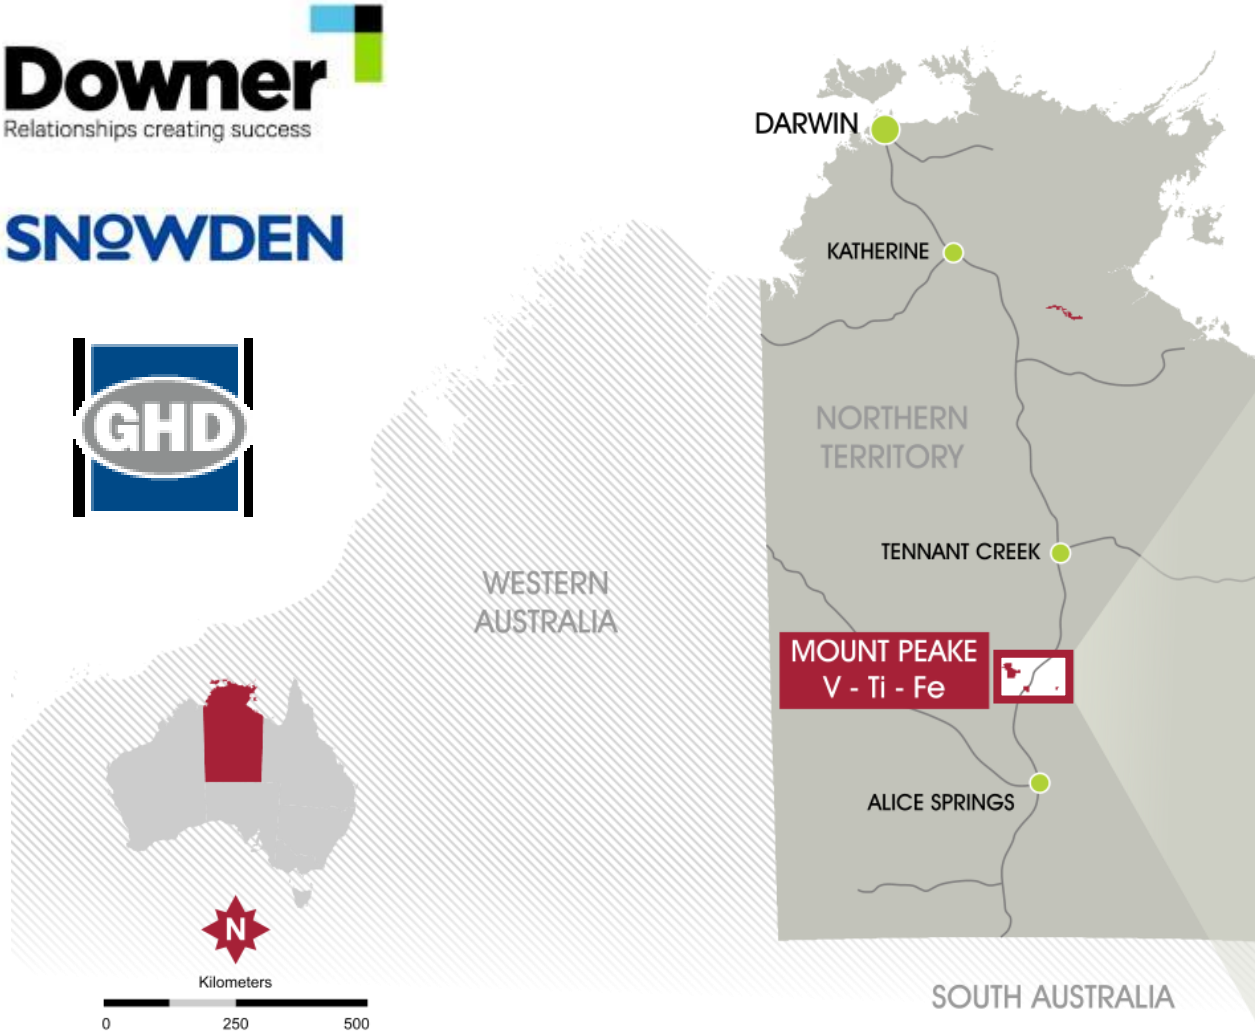 Downer
Relationships creating success
SNOWDEN
GHD
DARWIN
KATHERINE
NORTHERN
TERRITORY
TENNANT CREEK
WESTERN
AUSTRALIA
MOUNT PEAKE
V - Ti - Fe
ALICE SPRINGS
N
Kilometers
0 250 500
SOUTH AUSTRALIA